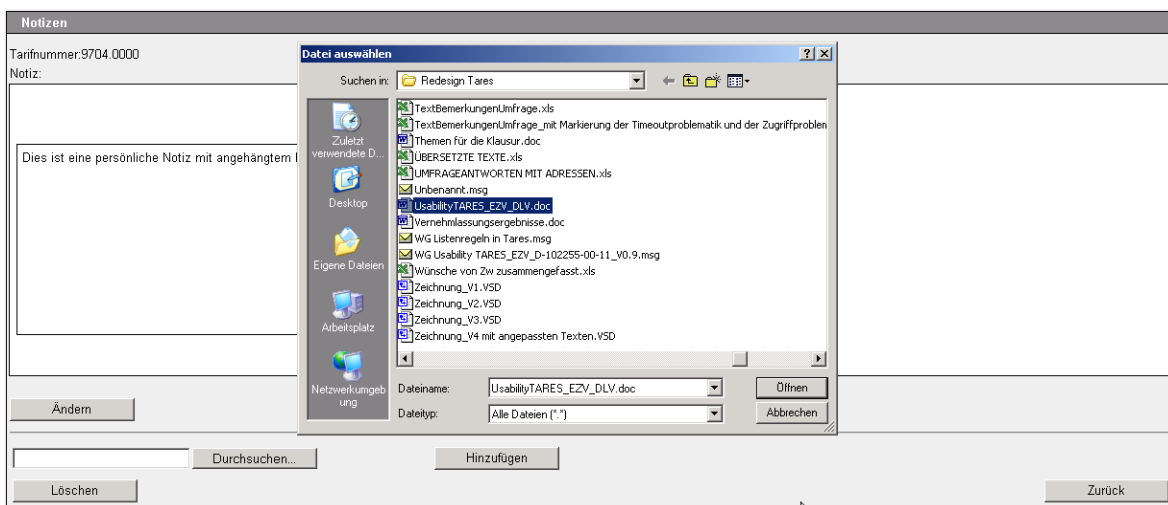 Notizen
Tarifnummer:9704.0000
Notiz:
Dies ist eine persönliche Notiz mit angehängtem
Datei auswählen
Suchen in:
Redesign Tares
Zuletzt
verwendete D...
Desktop
Eigene Dateien
Arbeitsplatz
Netzwerkumgeb
ung
TextBemerkungenUmfrage.xls
TextBemerkungenUmfrage_mit Markierung der Timeoutproblematik und der Zugriffproblen
Themen für die Klausur.doc
ÜBERSETZTE TEXTE.xls
UMFRAGEANTWORTEN MIT ADRESSEN.xls
Unbenannt.msg
UsabilityTARES_EZV_DLV.doc
Vernehmlassungsergebnisse.doc
WG Listenregeln in Tares.msg
WG Usability TARES_EZV_D-102255-00-11_V0.9.msg
Wünsche von Zw zusammengefasst.xls
Zeichnung_V1.VSD
Zeichnung_V2.VSD
Zeichnung_V3.VSD
Zeichnung_V4 mit angepassten Texten.VSD
Dateiname:
UsabilityTARES_EZV_DLV.doc
Öffnen
Dateityp:
Alle Dateien (*.*)
Abbrechen
Ändern
Durchsuchen...
Hinzufügen
Löschen
Zurück